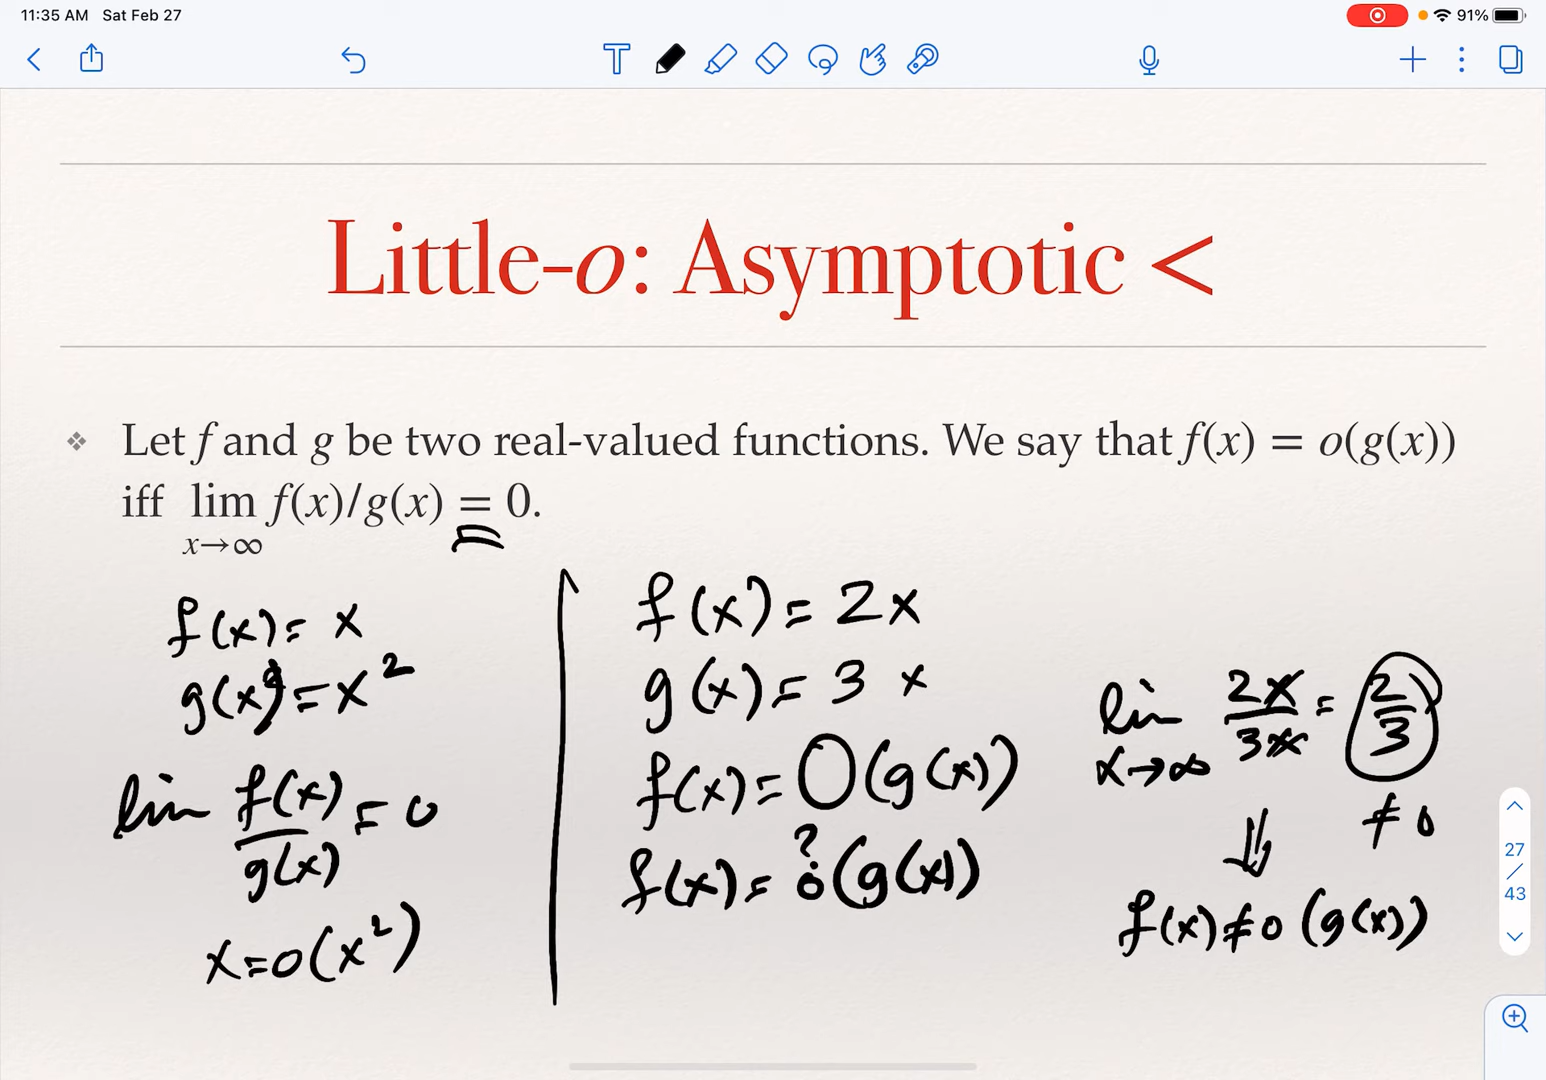 11:35 AM Sat Feb 27
91%
T
Little-o: Asymptotic <
❖ Let f and g be two real-valued functions. We say that f(x) = o(g(x))
iff lim f(x)/g(x) = 0.
x→∞
f(x) = x
g(x) = x²
lim f(x)/g(x) = 0
x = o(x²)
f(x) = 2x
g(x) = 3x
f(x) = O(g(x))
?
f(x) = o(g(x))
lim 2x/3x = 2/3
x→∞
≠ 0
⇓
f(x) ≠ o(g(x))
27
/
43